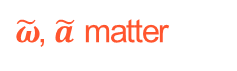 ω̃, ã matter